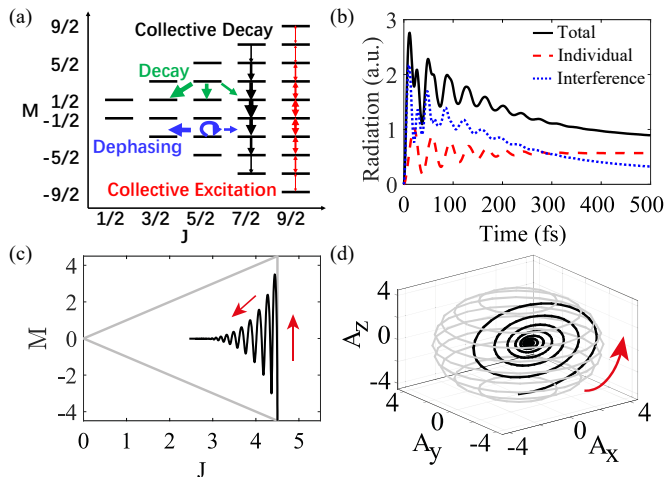 (a)
Collective Decay
9/2
5/2
Decay
M
1/2
-1/2
Dephasing
-5/2
Collective Excitation
-9/2
1/2 3/2 5/2 7/2 9/2
J
(b)
3
Total
Individual
Interference
2
Radiation (a.u.)
1
0
0 100 200 300 400 500
Time (fs)
(c)
4
2
M
0
-2
-4
0 1 2 3 4 5
J
(d)
4
Az
0
-4
4
0
Ay
-4
-4
0
Ax
4